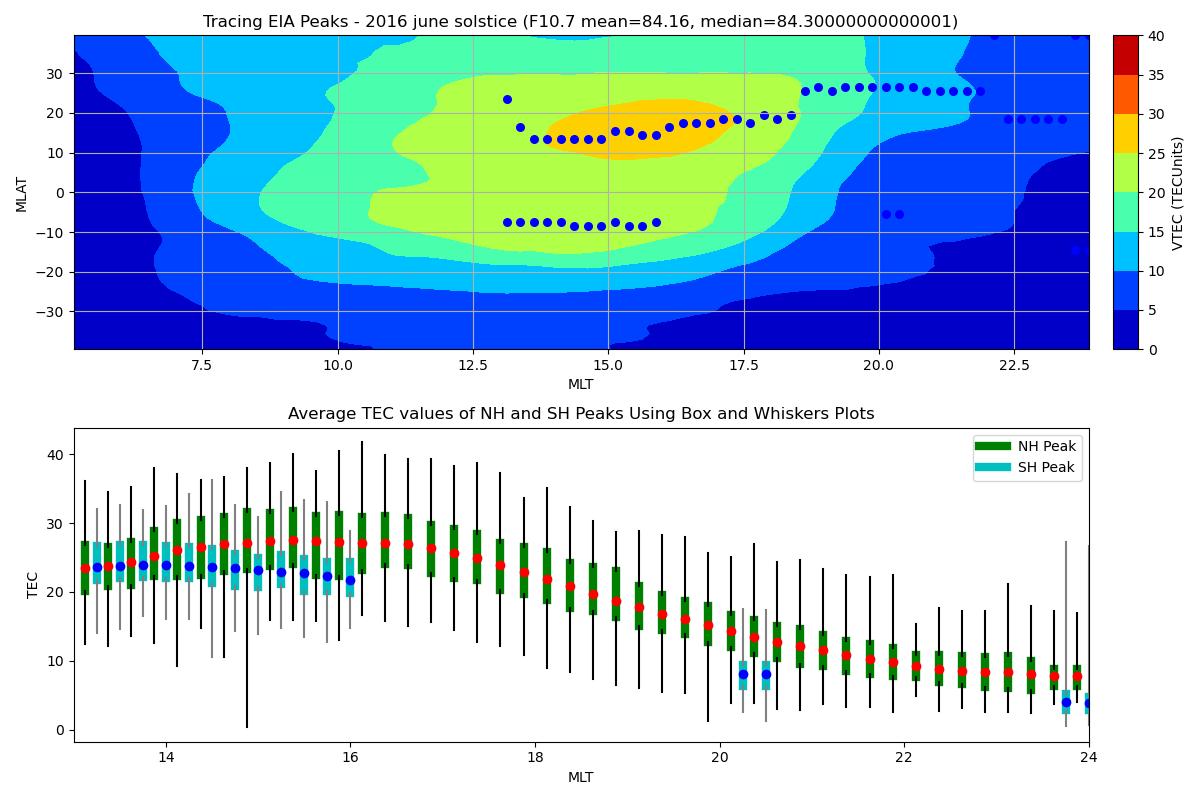 Tracing EIA Peaks - 2016 june solstice (F10.7 mean=84.16, median=84.30000000000001)
30
20
10
0
−10
−20
−30
MLAT
7.5 10.0 12.5 15.0 17.5 20.0 22.5
MLT
40
35
30
25
20
15
10
5
0
VTEC (TECUnits)
Average TEC values of NH and SH Peaks Using Box and Whiskers Plots
NH Peak
SH Peak
40
30
20
10
0
TEC
14 16 18 20 22 24
MLT